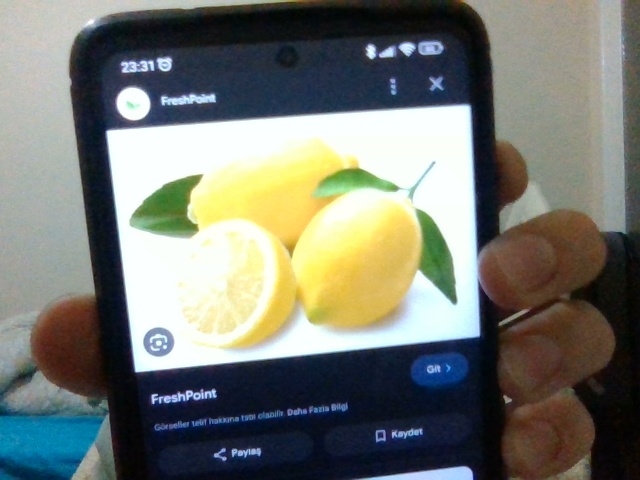 23:31
FreshPoint
FreshPoint
Git >
Görseller telif hakkına tabi olabilir. Daha Fazla Bilgi
Paylaş
Kaydet